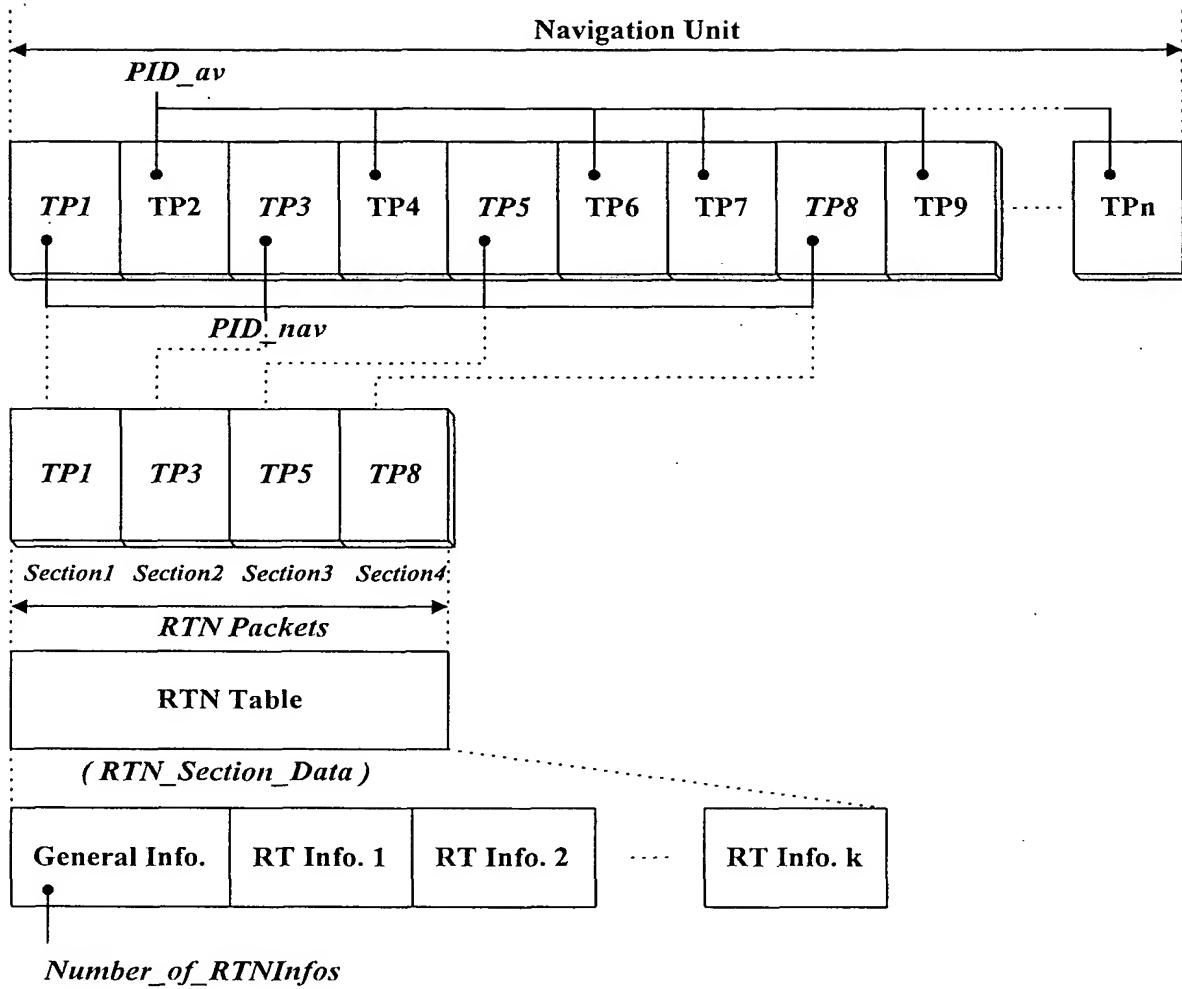 Navigation Unit
PID_av
TP1 TP2 TP3 TP4 TP5 TP6 TP7 TP8 TP9 ····· TPn
PID_nav
TP1 TP3 TP5 TP8
Section1 Section2 Section3 Section4
RTN Packets
RTN Table
( RTN_Section_Data )
General Info. RT Info. 1 RT Info. 2 ···· RT Info. k
Number_of_RTNInfos